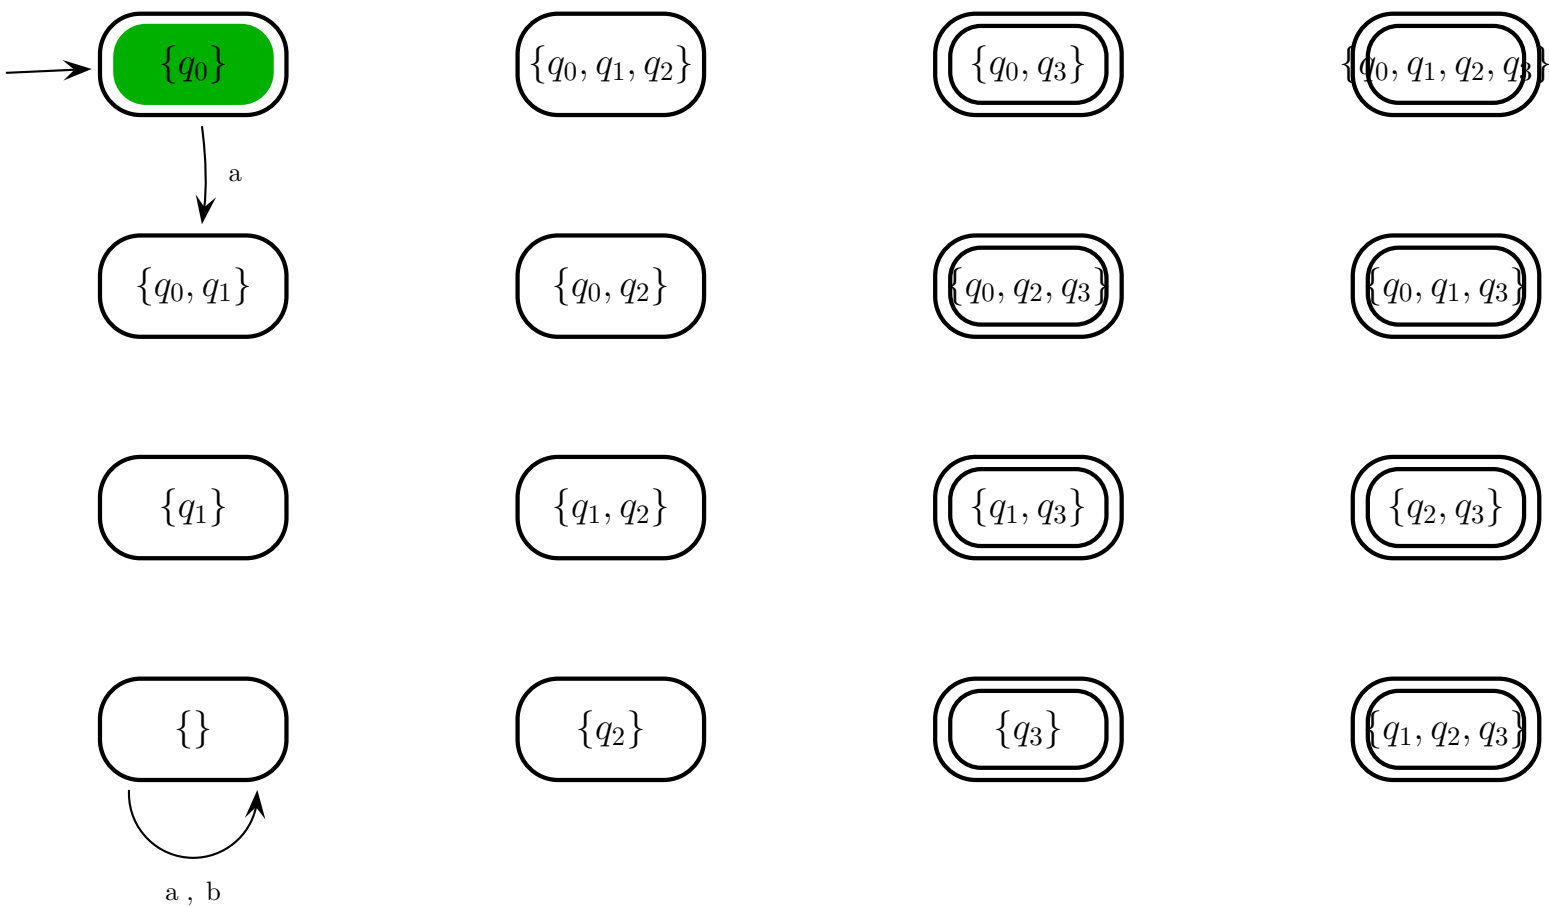 {q₀} {q₀, q₁, q₂} {q₀, q₃} {q₀, q₁, q₂, q₃}
a
{q₀, q₁} {q₀, q₂} {q₀, q₂, q₃} {q₀, q₁, q₃}
{q₁} {q₁, q₂} {q₁, q₃} {q₂, q₃}
{} {q₂} {q₃} {q₁, q₂, q₃}
a , b